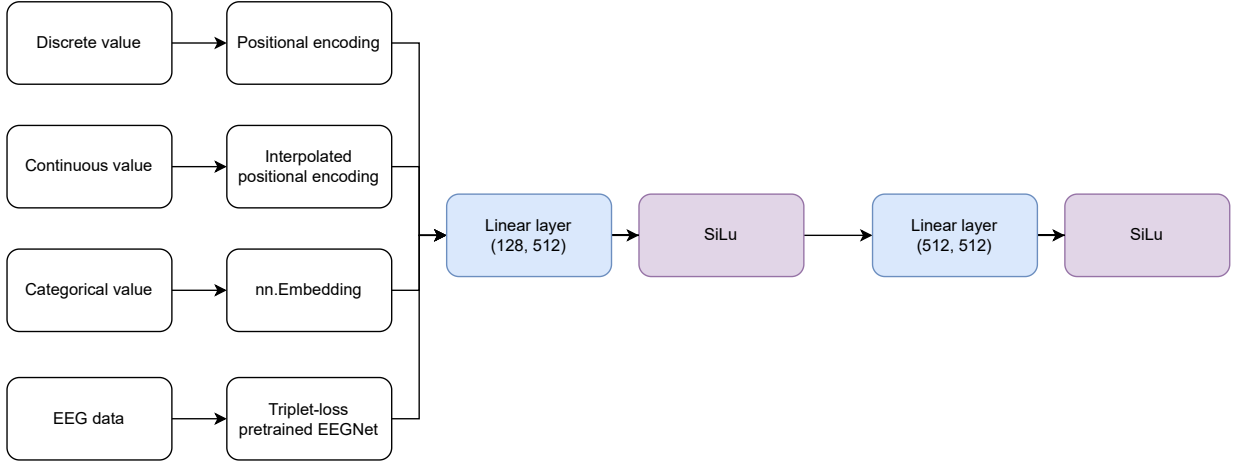 Discrete value
Positional encoding
Continuous value
Interpolated
positional encoding
Linear layer
(128, 512)
SiLu
Linear layer
(512, 512)
SiLu
Categorical value
nn.Embedding
EEG data
Triplet-loss
pretrained EEGNet